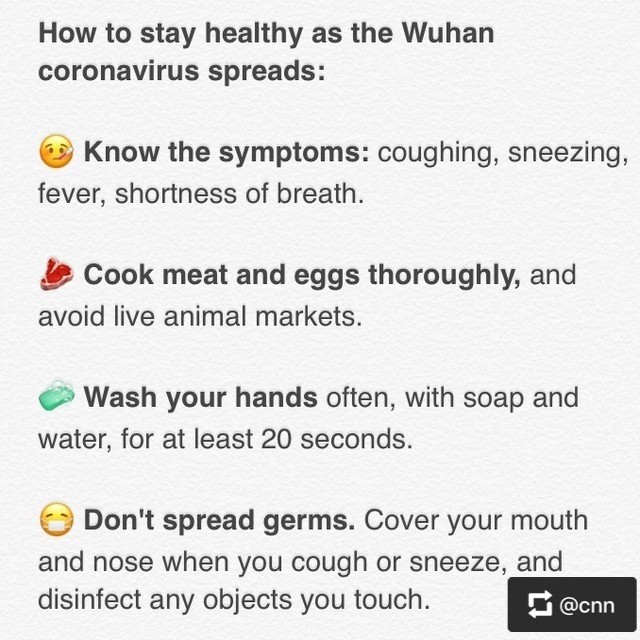 How to stay healthy as the Wuhan
coronavirus spreads:
🤒 Know the symptoms: coughing, sneezing,
fever, shortness of breath.
🥩 Cook meat and eggs thoroughly, and
avoid live animal markets.
🧼 Wash your hands often, with soap and
water, for at least 20 seconds.
😷 Don't spread germs. Cover your mouth
and nose when you cough or sneeze, and
disinfect any objects you touch.
@cnn